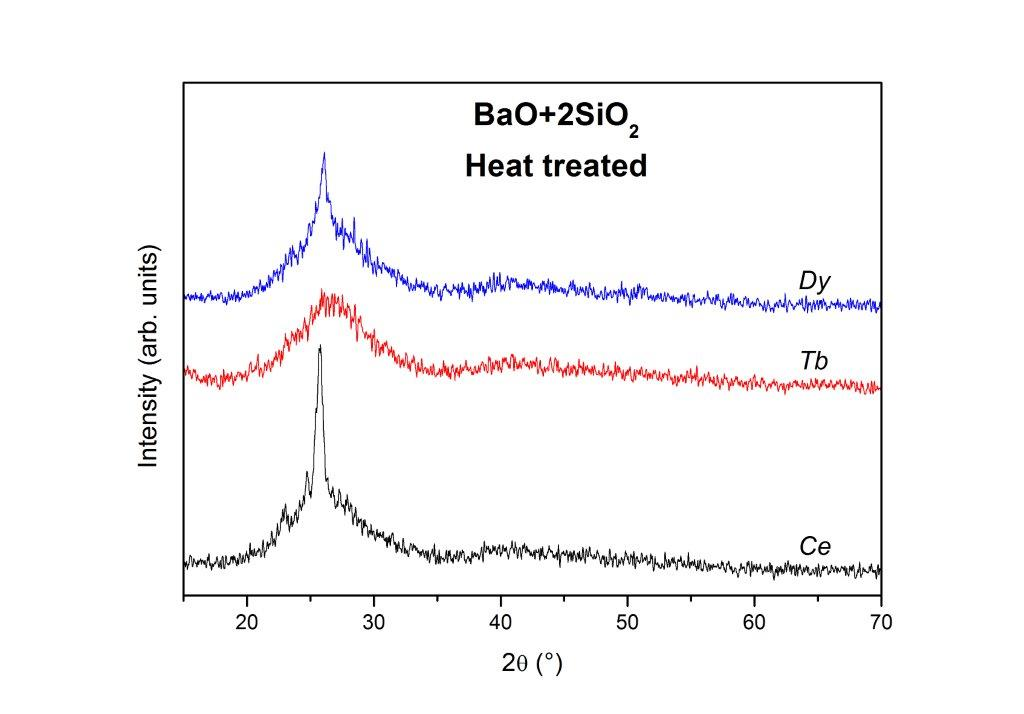 BaO+2SiO₂
Heat treated
Dy
Tb
Ce
Intensity (arb. units)
20 30 40 50 60 70
2θ (°)